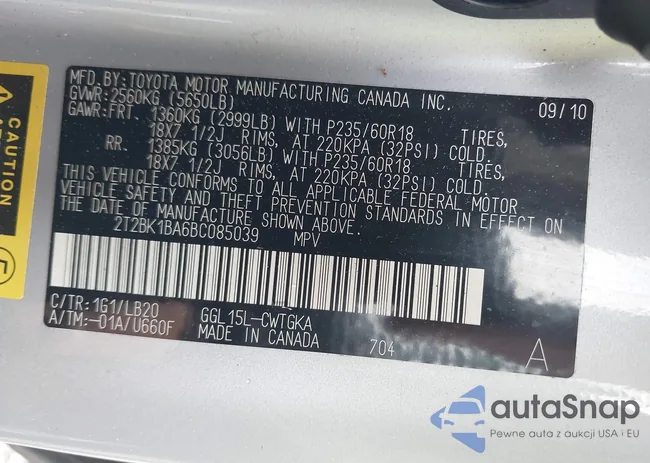 MFD.BY:TOYOTA MOTOR MANUFACTURING CANADA INC. 09/10
GVWR:2560KG (5650LB)
GAWR:FRT. 1360KG (2999LB) WITH P235/60R18 TIRES,
18X7 1/2J RIMS, AT 220KPA (32PSI) COLD.
RR. 1385KG (3056LB) WITH P235/60R18 TIRES,
18X7 1/2J RIMS, AT 220KPA (32PSI) COLD.
THIS VEHICLE CONFORMS TO ALL APPLICABLE FEDERAL MOTOR
VEHICLE SAFETY AND THEFT PREVENTION STANDARDS IN EFFECT ON
THE DATE OF MANUFACTURE SHOWN ABOVE.
2T2BK1BA6BC085039 MPV
C/TR:1G1/LB20 GGL15L-CWTGKA
A/TM:-01A/U660F MADE IN CANADA 704 A
autoSnap
Pewne auta z aukcji USA i EU